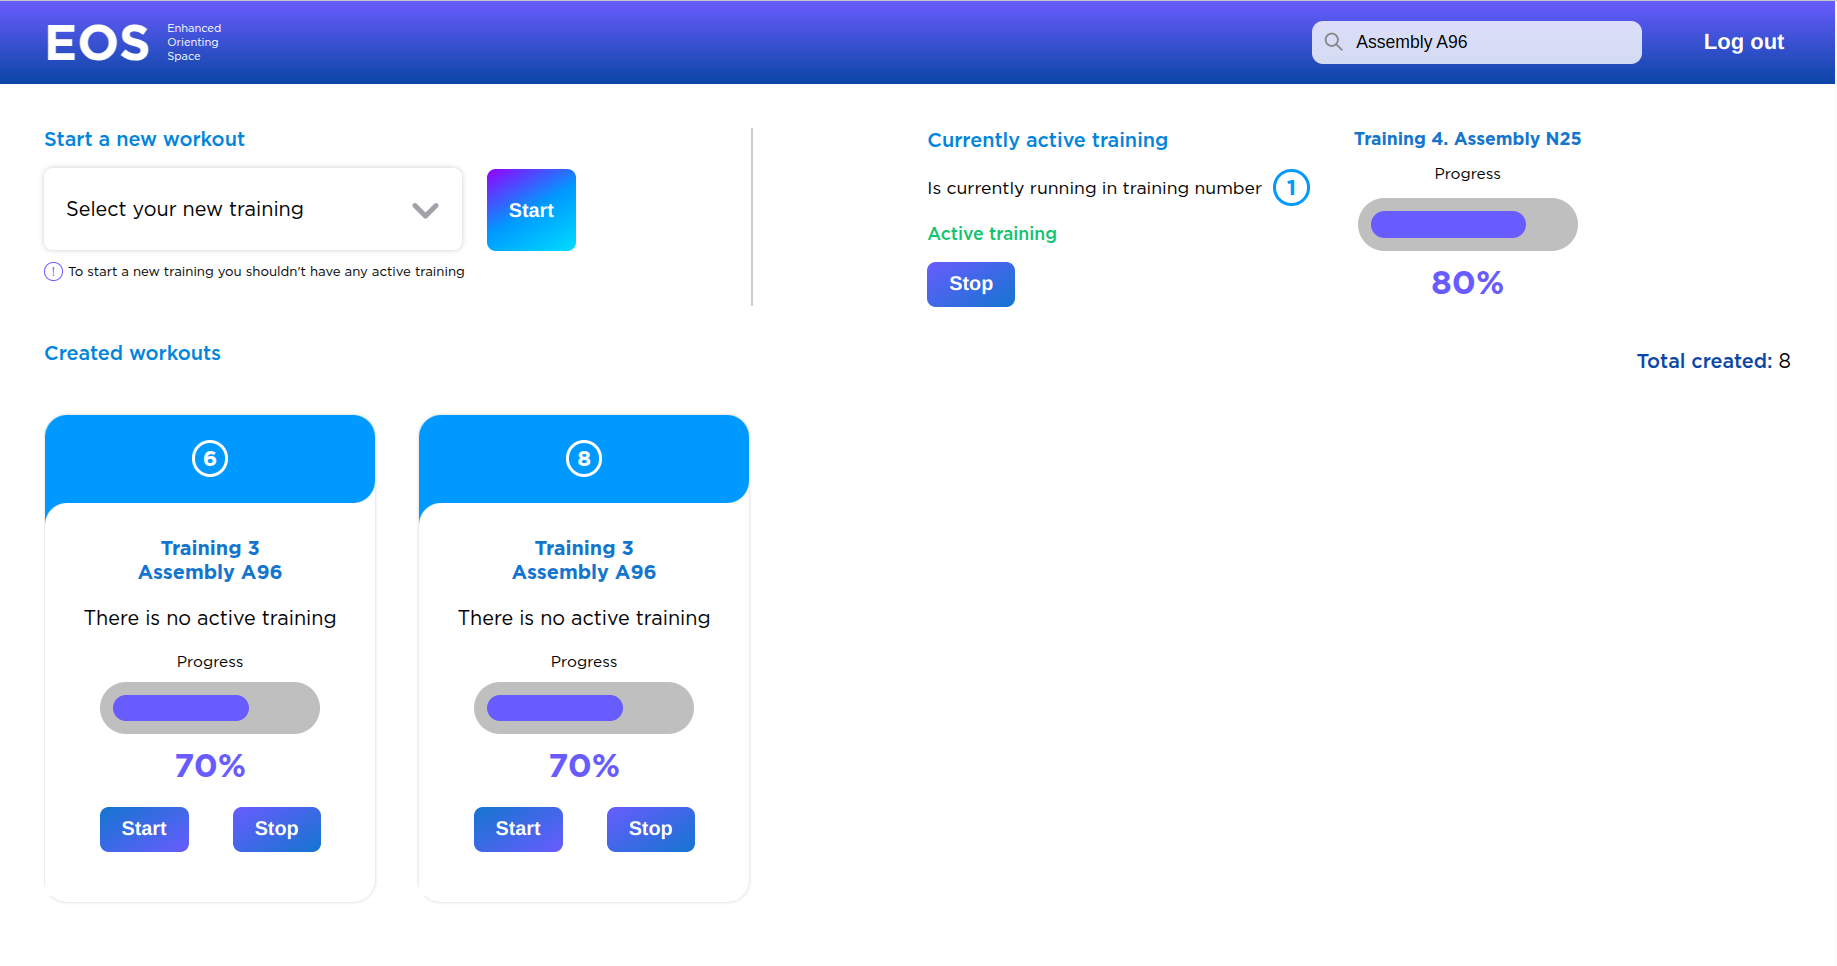 EOS
Enhanced
Orienting
Space
Assembly A96
Log out
Start a new workout
Select your new training
Start
! To start a new training you shouldn't have any active training
Currently active training
Is currently running in training number 1
Active training
Stop
Training 4. Assembly N25
Progress
80%
Created workouts
Total created: 8
6
Training 3
Assembly A96
There is no active training
Progress
70%
Start Stop
8
Training 3
Assembly A96
There is no active training
Progress
70%
Start Stop